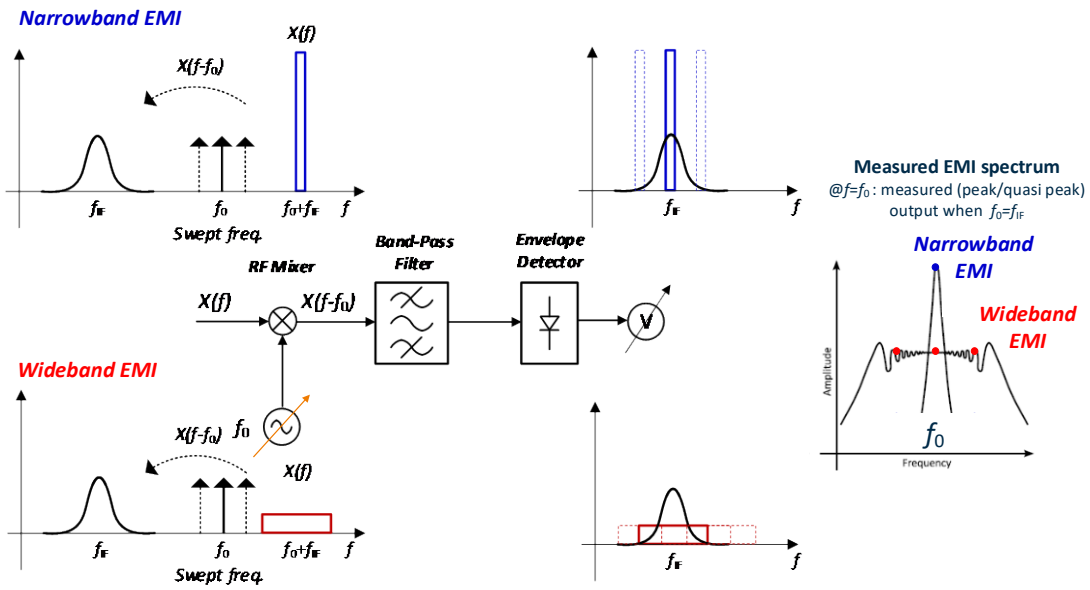 Narrowband EMI
X(f)
X(f-f0)
fIF
f0
f0+fIF
f
Swept freq.
fIF
f
Measured EMI spectrum
@f=f0: measured (peak/quasi peak)
output when f0=fIF
Narrowband
EMI
Wideband
EMI
Amplitude
f0
Frequency
RF Mixer
Band-Pass
Filter
Envelope
Detector
X(f)
X(f-f0)
V
f0
Wideband EMI
X(f-f0)
X(f)
fIF
f0
f0+fIF
f
Swept freq.
fIF
f